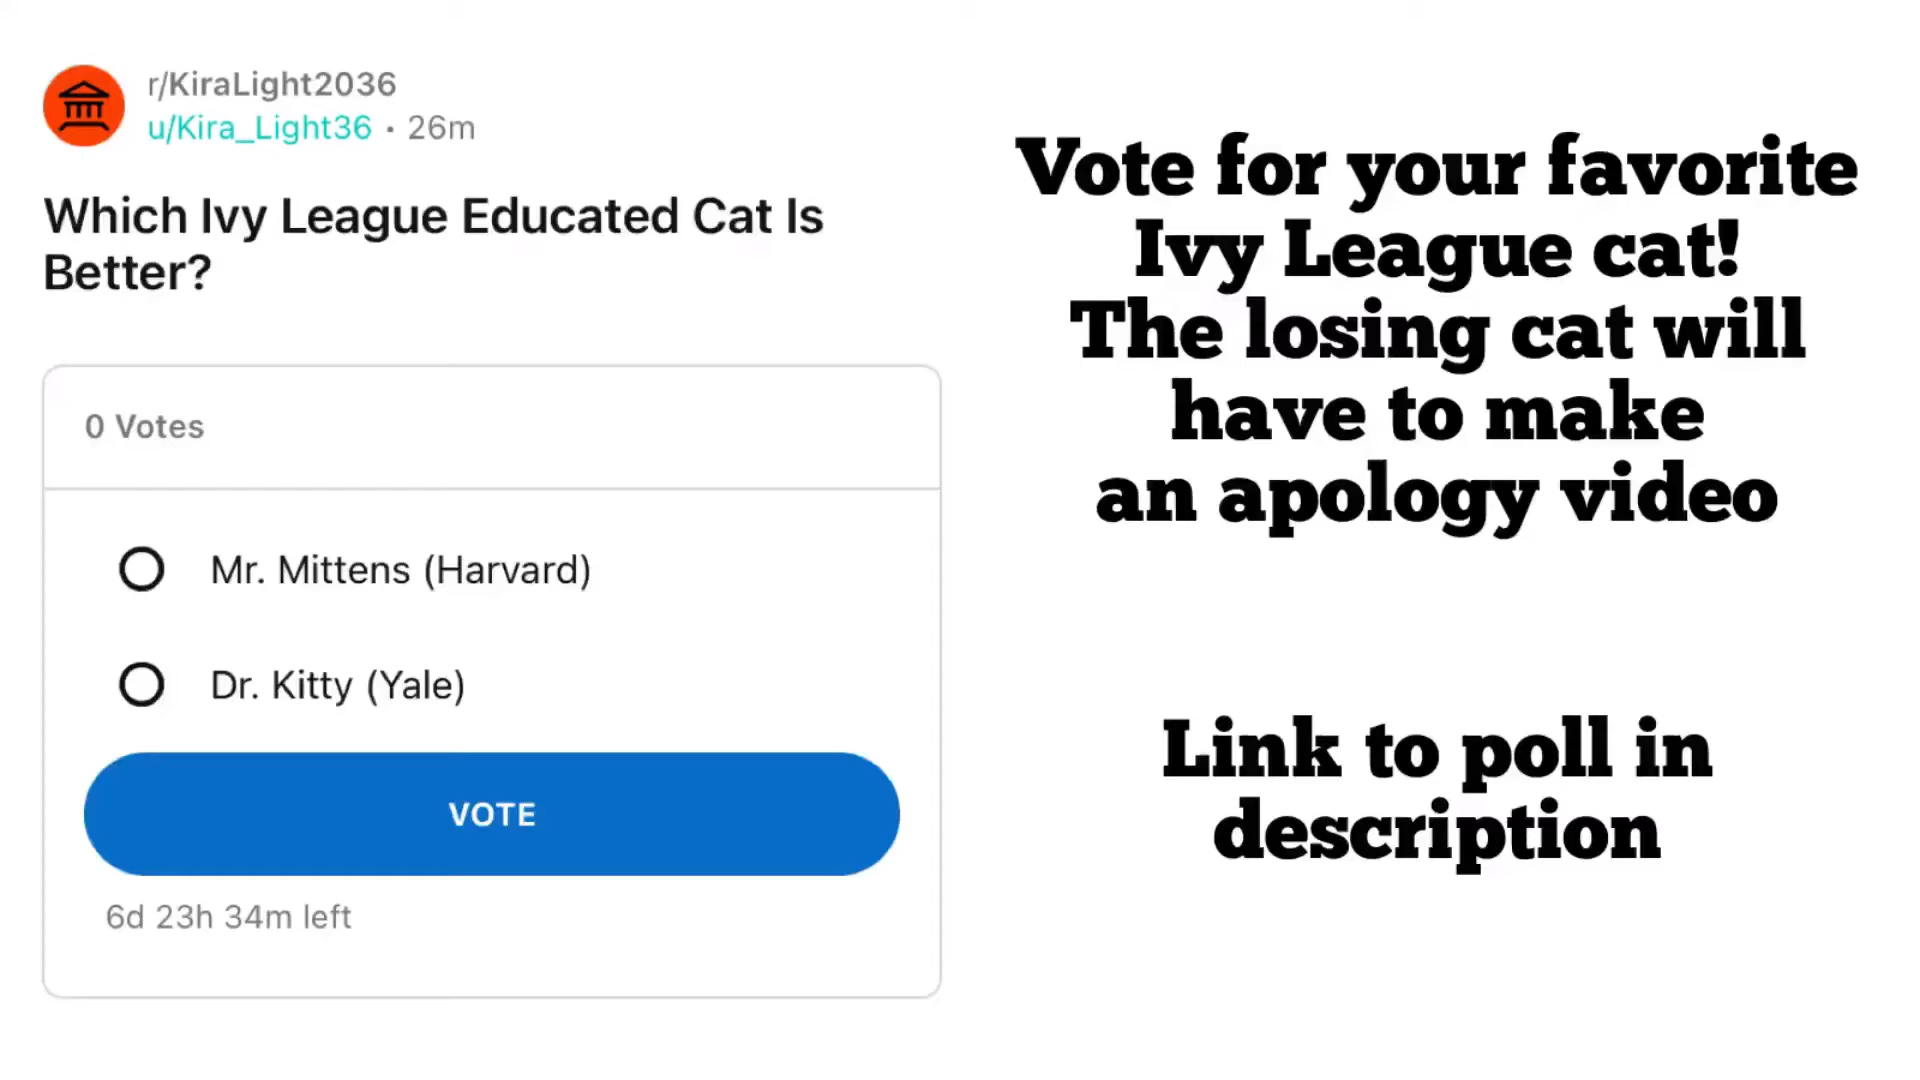 r/KiraLight2036
u/Kira_Light36 • 26m
Which Ivy League Educated Cat Is
Better?
0 Votes
Mr. Mittens (Harvard)
Dr. Kitty (Yale)
VOTE
6d 23h 34m left
Vote for your favorite
Ivy League cat!
The losing cat will
have to make
an apology video
Link to poll in
description